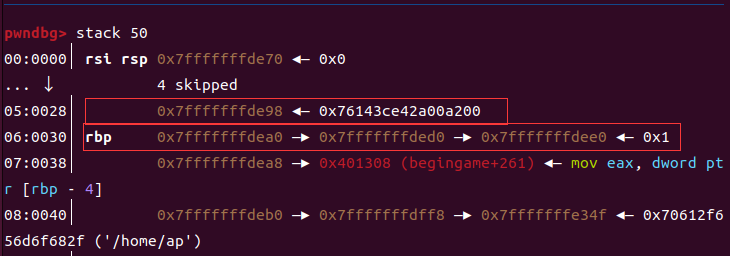 pwndbg> stack 50
00:0000│ rsi rsp 0x7fffffffde70 ◂— 0x0
... ↓ 4 skipped
05:0028│ 0x7fffffffde98 ◂— 0x76143ce42a00a200
06:0030│ rbp 0x7fffffffdea0 —▸ 0x7fffffffded0 —▸ 0x7fffffffdee0 ◂— 0x1
07:0038│ 0x7fffffffdea8 —▸ 0x401308 (begingame+261) ◂— mov eax, dword pt
r [rbp - 4]
08:0040│ 0x7fffffffdeb0 —▸ 0x7fffffffdff8 —▸ 0x7fffffffe34f ◂— 0x70612f6
56d6f682f ('/home/ap')